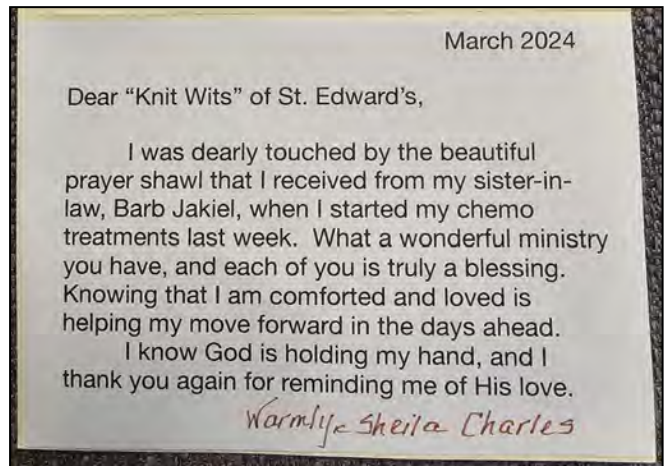 March 2024
Dear “Knit Wits” of St. Edward’s,
I was dearly touched by the beautiful
prayer shawl that I received from my sister-in-
law, Barb Jakiel, when I started my chemo
treatments last week.  What a wonderful ministry
you have, and each of you is truly a blessing.
Knowing that I am comforted and loved is
helping my move forward in the days ahead.
I know God is holding my hand, and I
thank you again for reminding me of His love.
Warmly, Sheila Charles